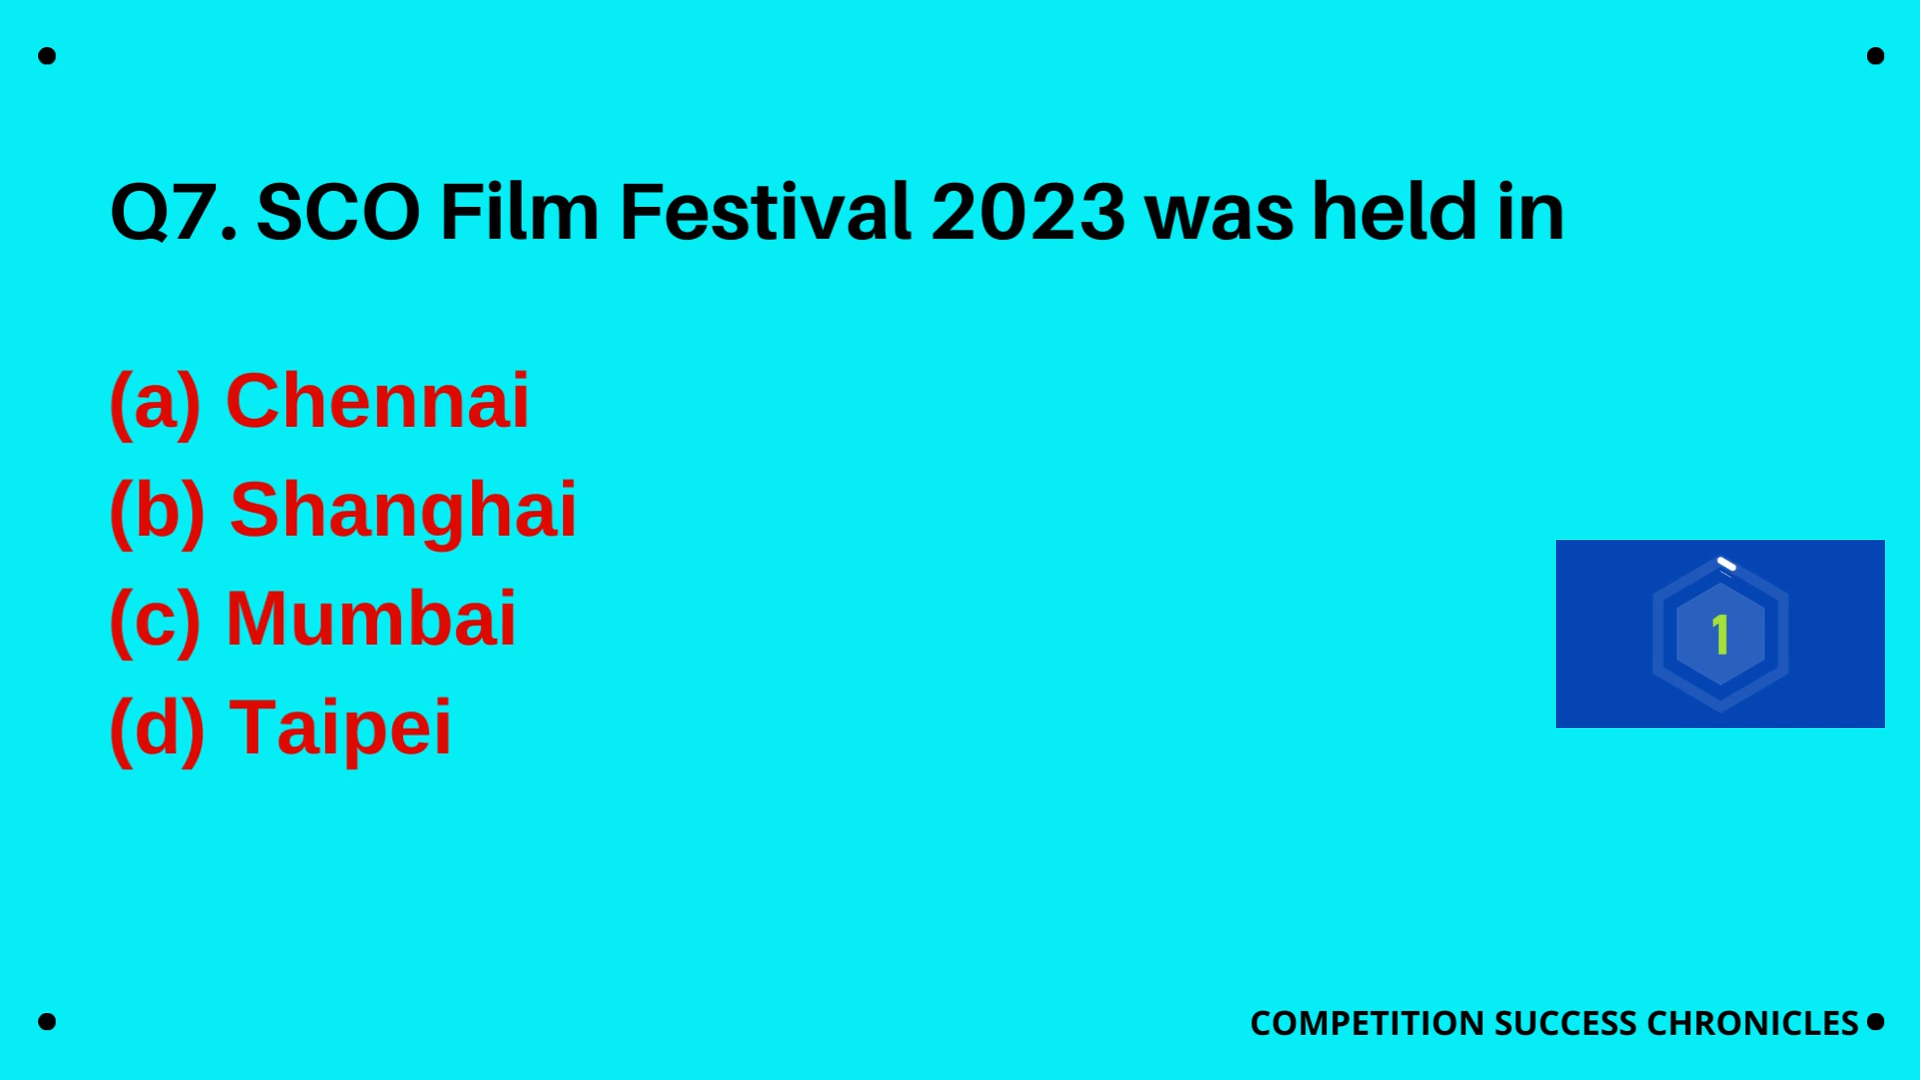 Q7. SCO Film Festival 2023 was held in
(a) Chennai
(b) Shanghai
(c) Mumbai
(d) Taipei
1
COMPETITION SUCCESS CHRONICLES